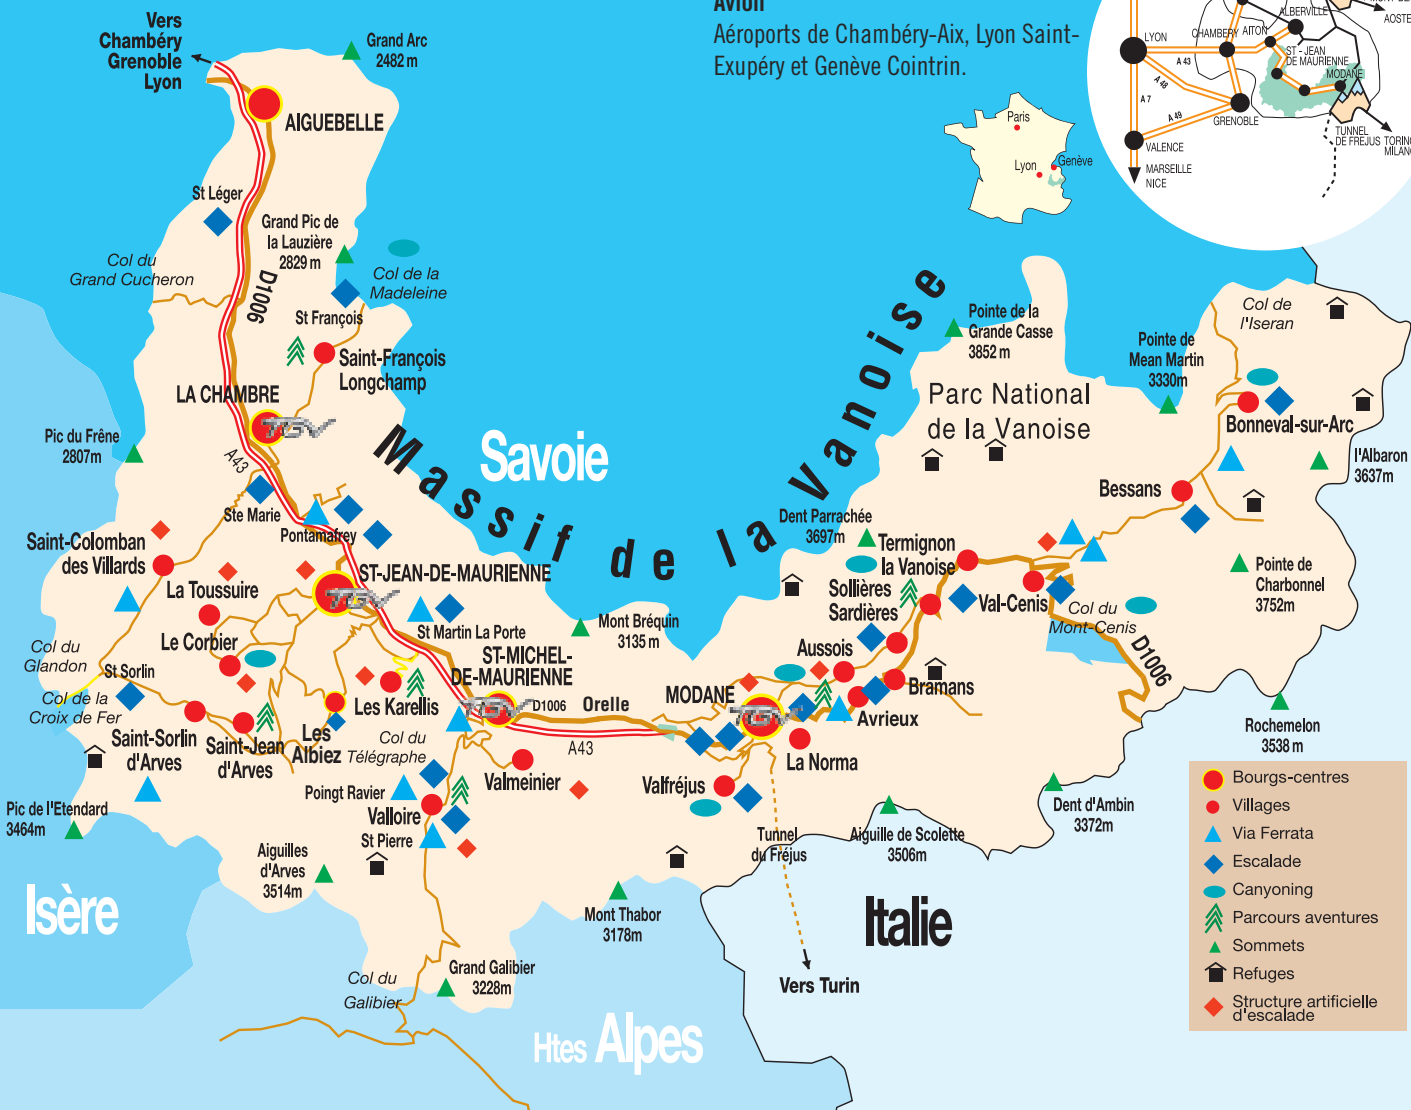 Avion
Aéroports de Chambéry-Aix, Lyon Saint-
Exupéry et Genève Cointrin.
Vers
Chambéry
Grenoble
Lyon
Grand Arc
2482 m
AIGUEBELLE
St Léger
Grand Pic de
la Lauzière
2829 m
Col du
Grand Cucheron
D1006
Col de la
Madeleine
St François
Saint-François
Longchamp
LA CHAMBRE
TGV
Pic du Frêne
2807m
A43
Ste Marie
Pontamafrey
Saint-Colomban
des Villards
La Toussuire
ST-JEAN-DE-MAURIENNE
TGV
Le Corbier
St Martin La Porte
Col du
Glandon
St Sorlin
Col de la
Croix de Fer
ST-MICHEL-
DE-MAURIENNE
TGV
D1006
Orelle
A43
Les Karellis
Saint-Sorlin
d'Arves
Saint-Jean
d'Arves
Les
Albiez
Col du
Télégraphe
Valmeinier
Poingt Ravier
Valloire
St Pierre
Pic de l'Etendard
3464m
Aiguilles
d'Arves
3514m
Isère
Col du
Galibier
Grand Galibier
3228m
Htes Alpes
Savoie
Massif de la Vanoise
Mont Bréquin
3135 m
Dent Parrachée
3697m
Pointe de la
Grande Casse
3852 m
Parc National
de la Vanoise
Pointe de
Mean Martin
3330m
Col de
l'Iseran
Bonneval-sur-Arc
l'Albaron
3637m
Bessans
Pointe de
Charbonnel
3752m
Termignon
la Vanoise
Sollières
Sardières
Val-Cenis
Col du
Mont-Cenis
D1006
Aussois
Bramans
MODANE
TGV
Avrieux
La Norma
Valfréjus
Tunnel
du Fréjus
Aiguille de Scolette
3506m
Dent d'Ambin
3372m
Rochemelon
3538 m
Mont Thabor
3178m
Italie
Vers Turin
Paris
Lyon
Genève
LYON
CHAMBERY
AITON
ALBERVILLE
AOSTE
ST - JEAN
DE MAURIENNE
MODANE
A 43
A 48
A 7
A 49
GRENOBLE
VALENCE
MARSEILLE
NICE
TUNNEL
DE FREJUS
Bourgs-centres
Villages
Via Ferrata
Escalade
Canyoning
Parcours aventures
Sommets
Refuges
Structure artificielle
d'escalade